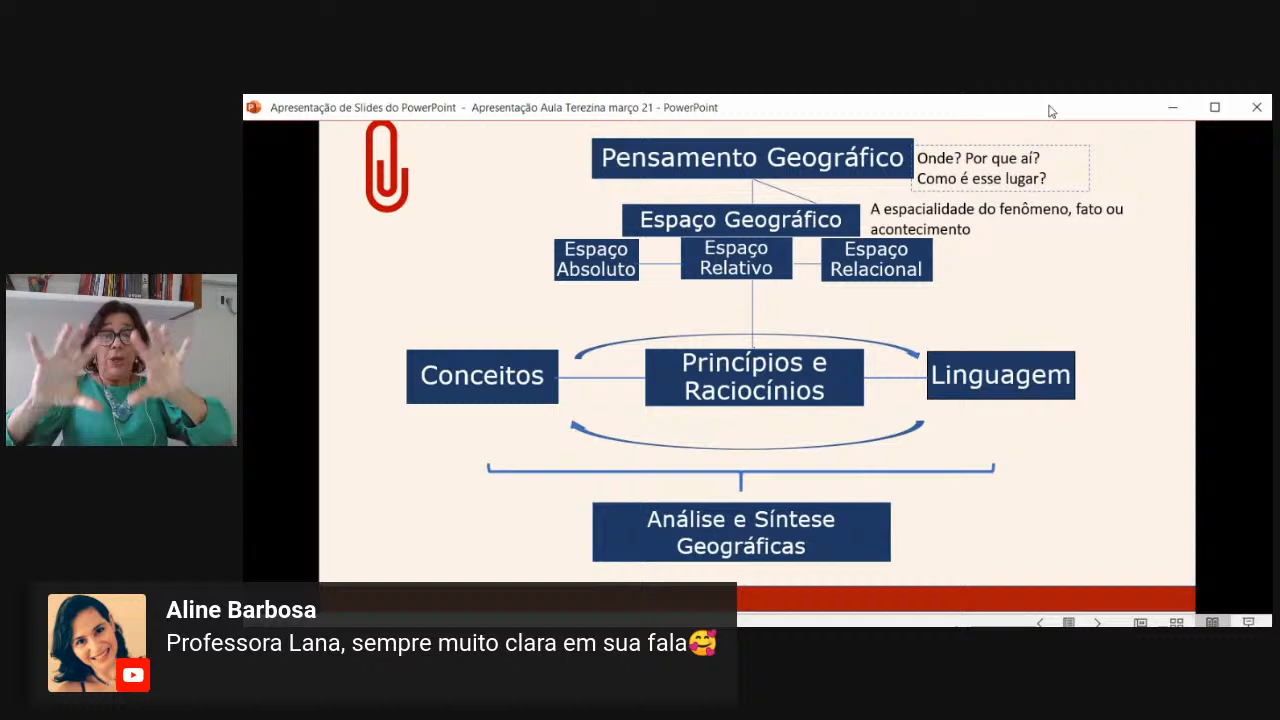 Apresentação de Slides do PowerPoint - Apresentação Aula Terezina março 21 - PowerPoint
Pensamento Geográfico
Onde? Por que aí?
Como é esse lugar?
Espaço Geográfico
A espacialidade do fenômeno, fato ou
acontecimento
Espaço
Absoluto
Espaço
Relativo
Espaço
Relacional
Conceitos
Princípios e
Raciocínios
Linguagem
Análise e Síntese
Geográficas
Aline Barbosa
Professora Lana, sempre muito clara em sua fala🥰